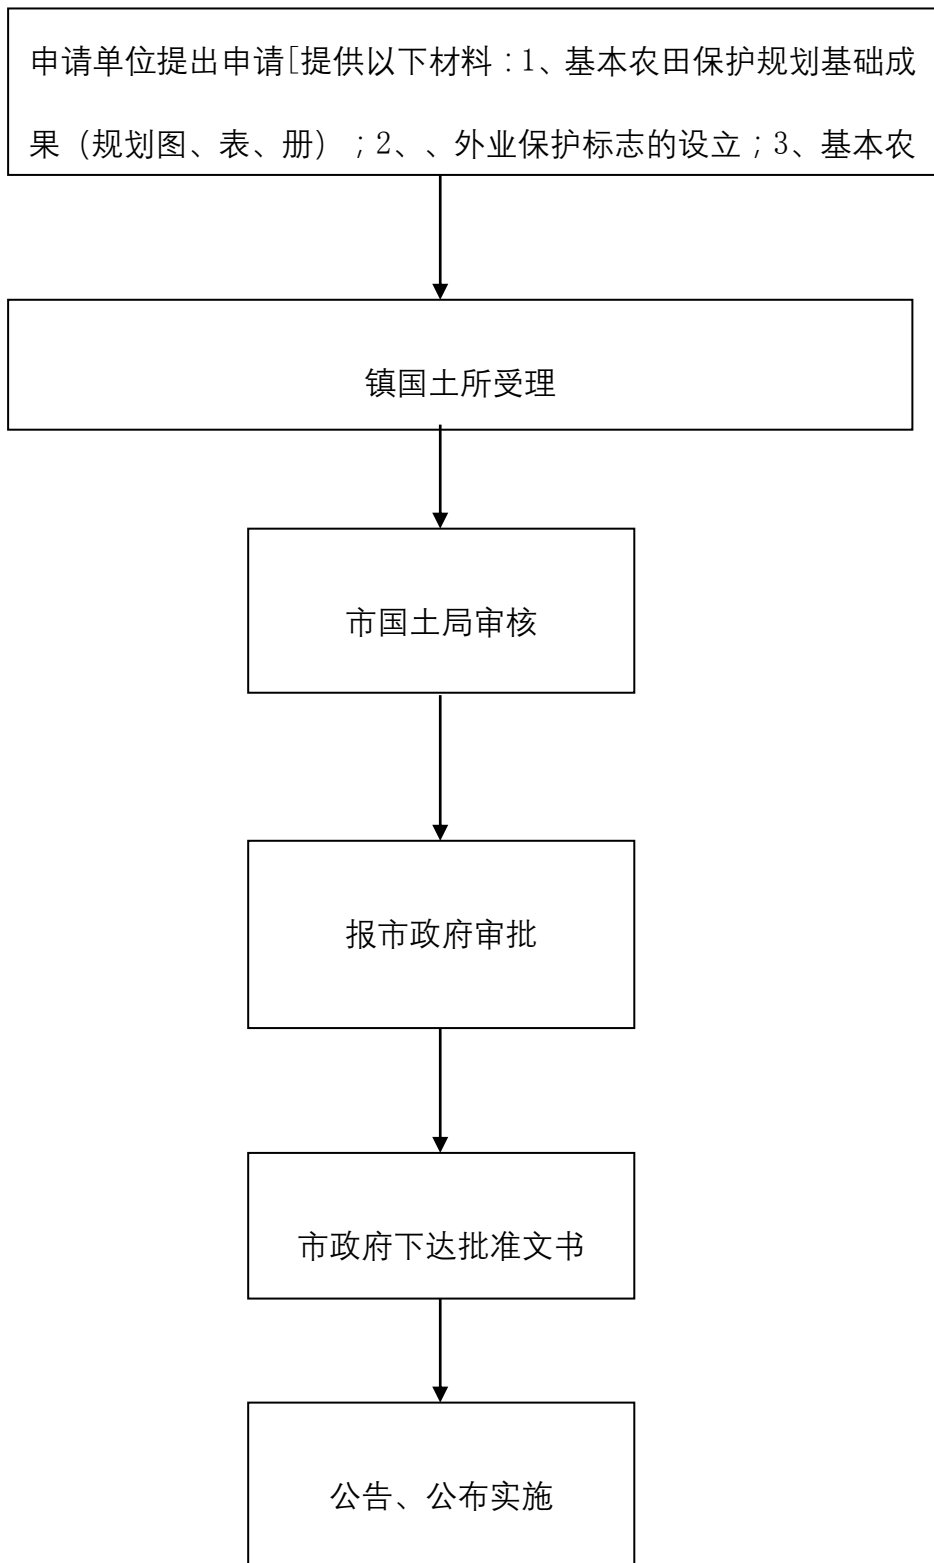 申请单位提出申请[提供以下材料：1、基本农田保护规划基础成
果（规划图、表、册）；2、、外业保护标志的设立；3、基本农
镇国土所受理
市国土局审核
报市政府审批
市政府下达批准文书
公告、公布实施